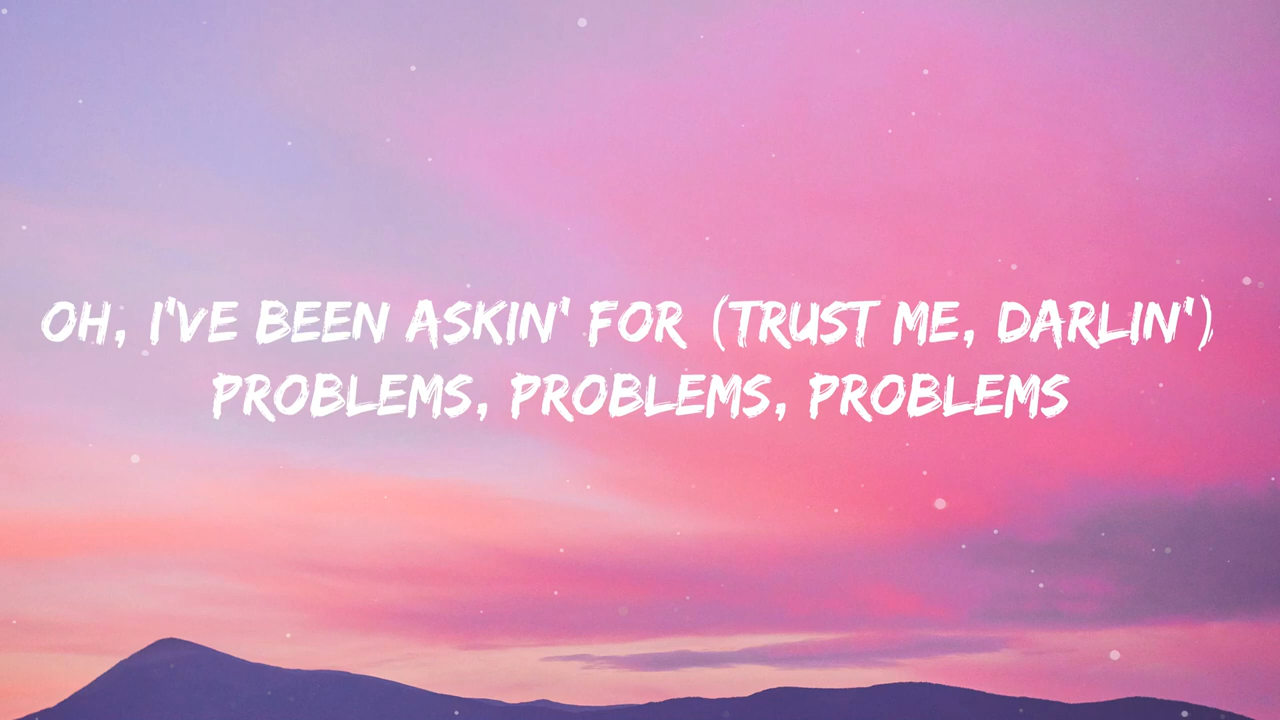 OH, I'VE BEEN ASKIN' FOR (TRUST ME, DARLIN')
PROBLEMS, PROBLEMS, PROBLEMS